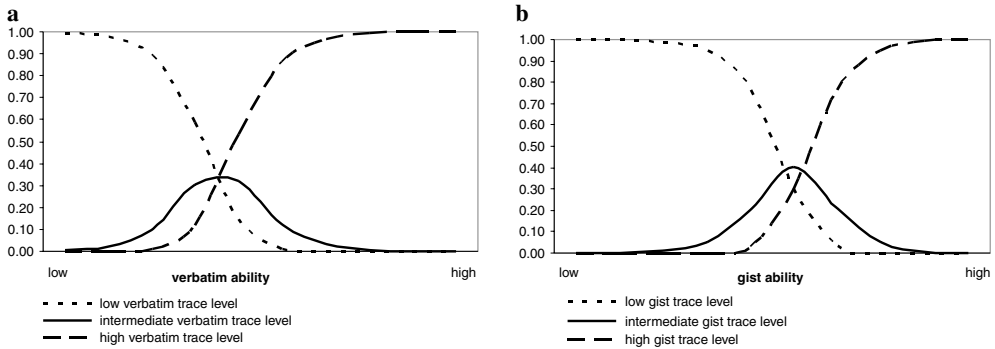 a
1.00
0.90
0.80
0.70
0.60
0.50
0.40
0.30
0.20
0.10
0.00
low verbatim ability high
low verbatim trace level
intermediate verbatim trace level
high verbatim trace level
b
1.00
0.90
0.80
0.70
0.60
0.50
0.40
0.30
0.20
0.10
0.00
low gist ability high
low gist trace level
intermediate gist trace level
high gist trace level